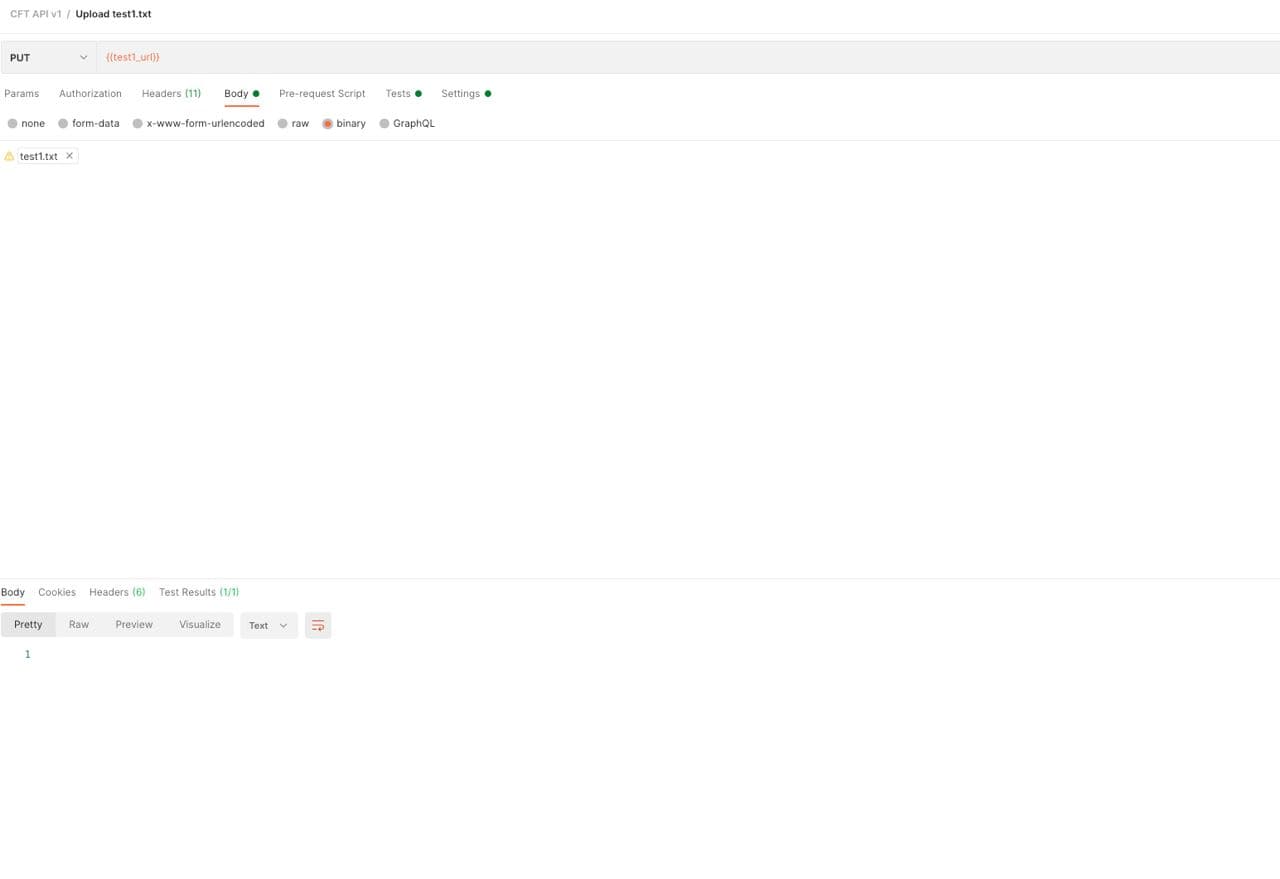 CFT API v1 / Upload test1.txt
PUT {{test1_url}}
Params Authorization Headers (11) Body Pre-request Script Tests Settings
none form-data x-www-form-urlencoded raw binary GraphQL
test1.txt
Body Cookies Headers (6) Test Results (1/1)
Pretty Raw Preview Visualize Text
1